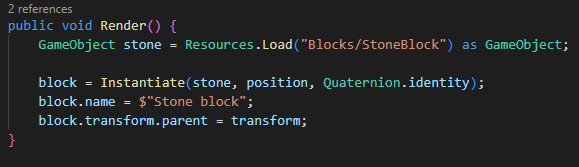 2 references
public void Render() {
GameObject stone = Resources.Load("Blocks/StoneBlock") as GameObject;
block = Instantiate(stone, position, Quaternion.identity);
block.name = $"Stone block";
block.transform.parent = transform;
}